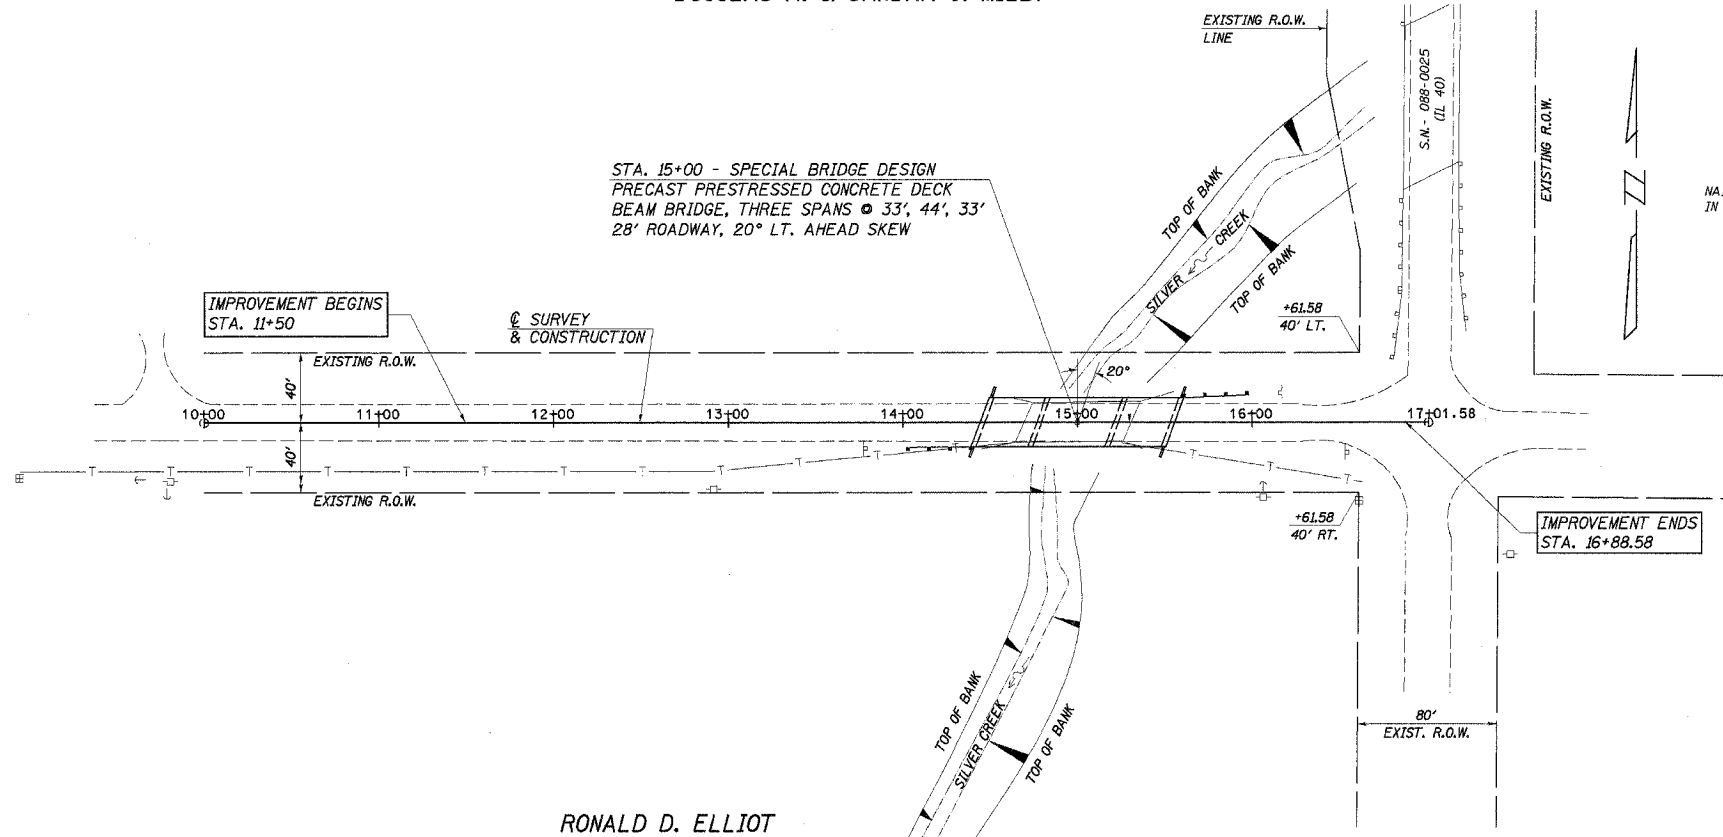 EXISTING R.O.W.
LINE
S.N.- 088-0025
(IL 40)
EXISTING R.O.W.
IN
STA. 15+00 - SPECIAL BRIDGE DESIGN
PRECAST PRESTRESSED CONCRETE DECK
BEAM BRIDGE, THREE SPANS @ 33', 44', 33'
28' ROADWAY, 20° LT. AHEAD SKEW
TOP OF BANK
SILVER CREEK
TOP OF BANK
IMPROVEMENT BEGINS
STA. 11+50
℄ SURVEY
& CONSTRUCTION
+61.58
40' LT.
EXISTING R.O.W.
20°
40'
10+00
11+00
12+00
13+00
14+00
15+00
16+00
17+01.58
40'
T T T T T T T T T T T T T T T
EXISTING R.O.W.
+61.58
40' RT.
IMPROVEMENT ENDS
STA. 16+88.58
TOP OF BANK
SILVER CREEK
TOP OF BANK
80'
EXIST. R.O.W.
RONALD D. ELLIOT